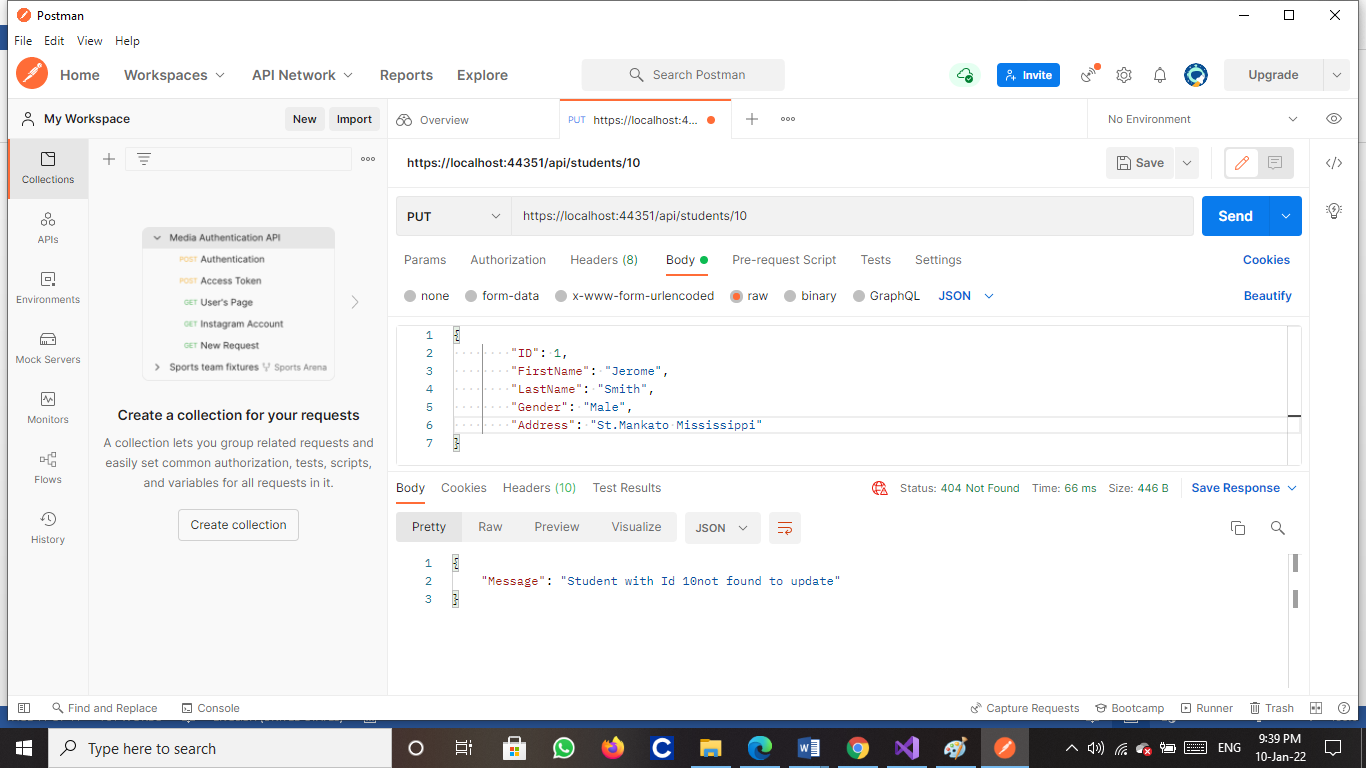 Postman
File Edit View Help
Home Workspaces API Network Reports Explore Search Postman Invite Upgrade
My Workspace New Import Overview PUT https://localhost:4... No Environment
https://localhost:44351/api/students/10 Save
PUT https://localhost:44351/api/students/10 Send
Params Authorization Headers (8) Body Pre-request Script Tests Settings Cookies
none form-data x-www-form-urlencoded raw binary GraphQL JSON Beautify
1 {
2 "ID": 1,
3 "FirstName": "Jerome",
4 "LastName": "Smith",
5 "Gender": "Male",
6 "Address": "St.Mankato Mississippi"
7 }
Body Cookies Headers (10) Test Results Status: 404 Not Found Time: 66 ms Size: 446 B Save Response
Pretty Raw Preview Visualize JSON
1 {
2 "Message": "Student with Id 10not found to update"
3 }
Collections
APIs
Environments
Mock Servers
Monitors
Flows
History
Media Authentication API
POST Authentication
POST Access Token
GET User's Page
GET Instagram Account
GET New Request
Sports team fixtures Sports Arena
Create a collection for your requests
A collection lets you group related requests and
easily set common authorization, tests, scripts,
and variables for all requests in it.
Create collection
Find and Replace Console Capture Requests Bootcamp Runner Trash
Type here to search
ENG
9:39 PM
10-Jan-22